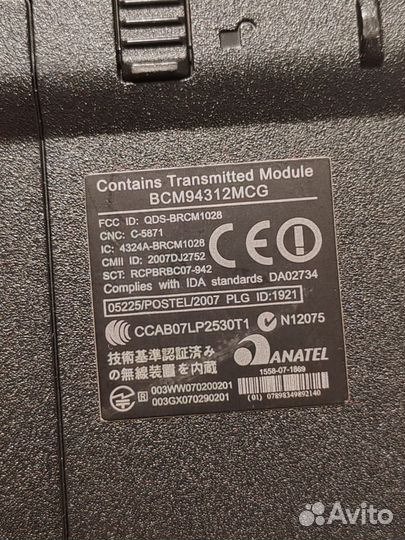 Contains Transmitted Module
BCM94312MCG
FCC ID: QDS-BRCM1028
CNC: C-5871
IC: 4324A-BRCM1028
CMII ID: 2007DJ2752
SCT: RCPBRBC07-942
Complies with IDA standards DA02734
05225/POSTEL/2007 PLG ID:1921
CCAB07LP2530T1 N12075
技術基準認証済み
の無線装置を内蔵
ANATEL
1558-07-1869
R 003WW070200201
003GX070290201
(01) 07898349892140
Avito